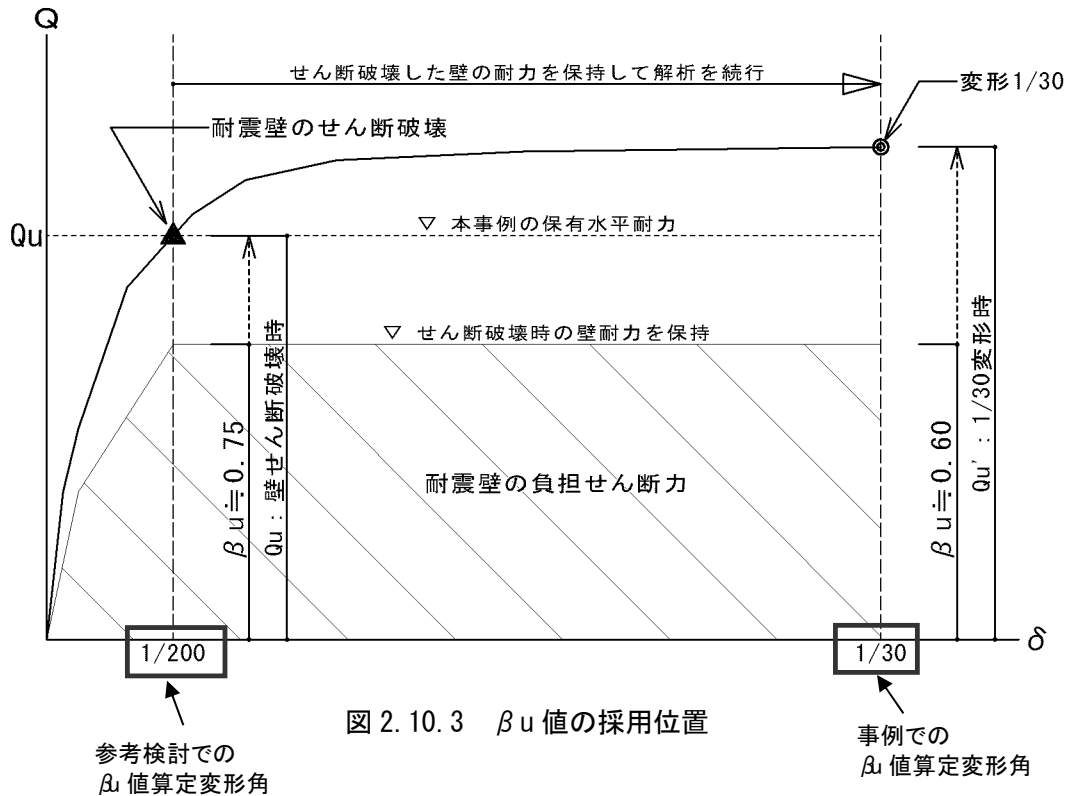 Q
せん断破壊した壁の耐力を保持して解析を続行
変形1/30
耐震壁のせん断破壊
▽ 本事例の保有水平耐力
Qu
▽ せん断破壊時の壁耐力を保持
βu≒0.75
Qu：壁せん断破壊時
耐震壁の負担せん断力
βu≒0.60
Qu'：1/30変形時
δ
1/200
1/30
図2.10.3　βu値の採用位置
参考検討での
βu値算定変形角
事例での
βu値算定変形角